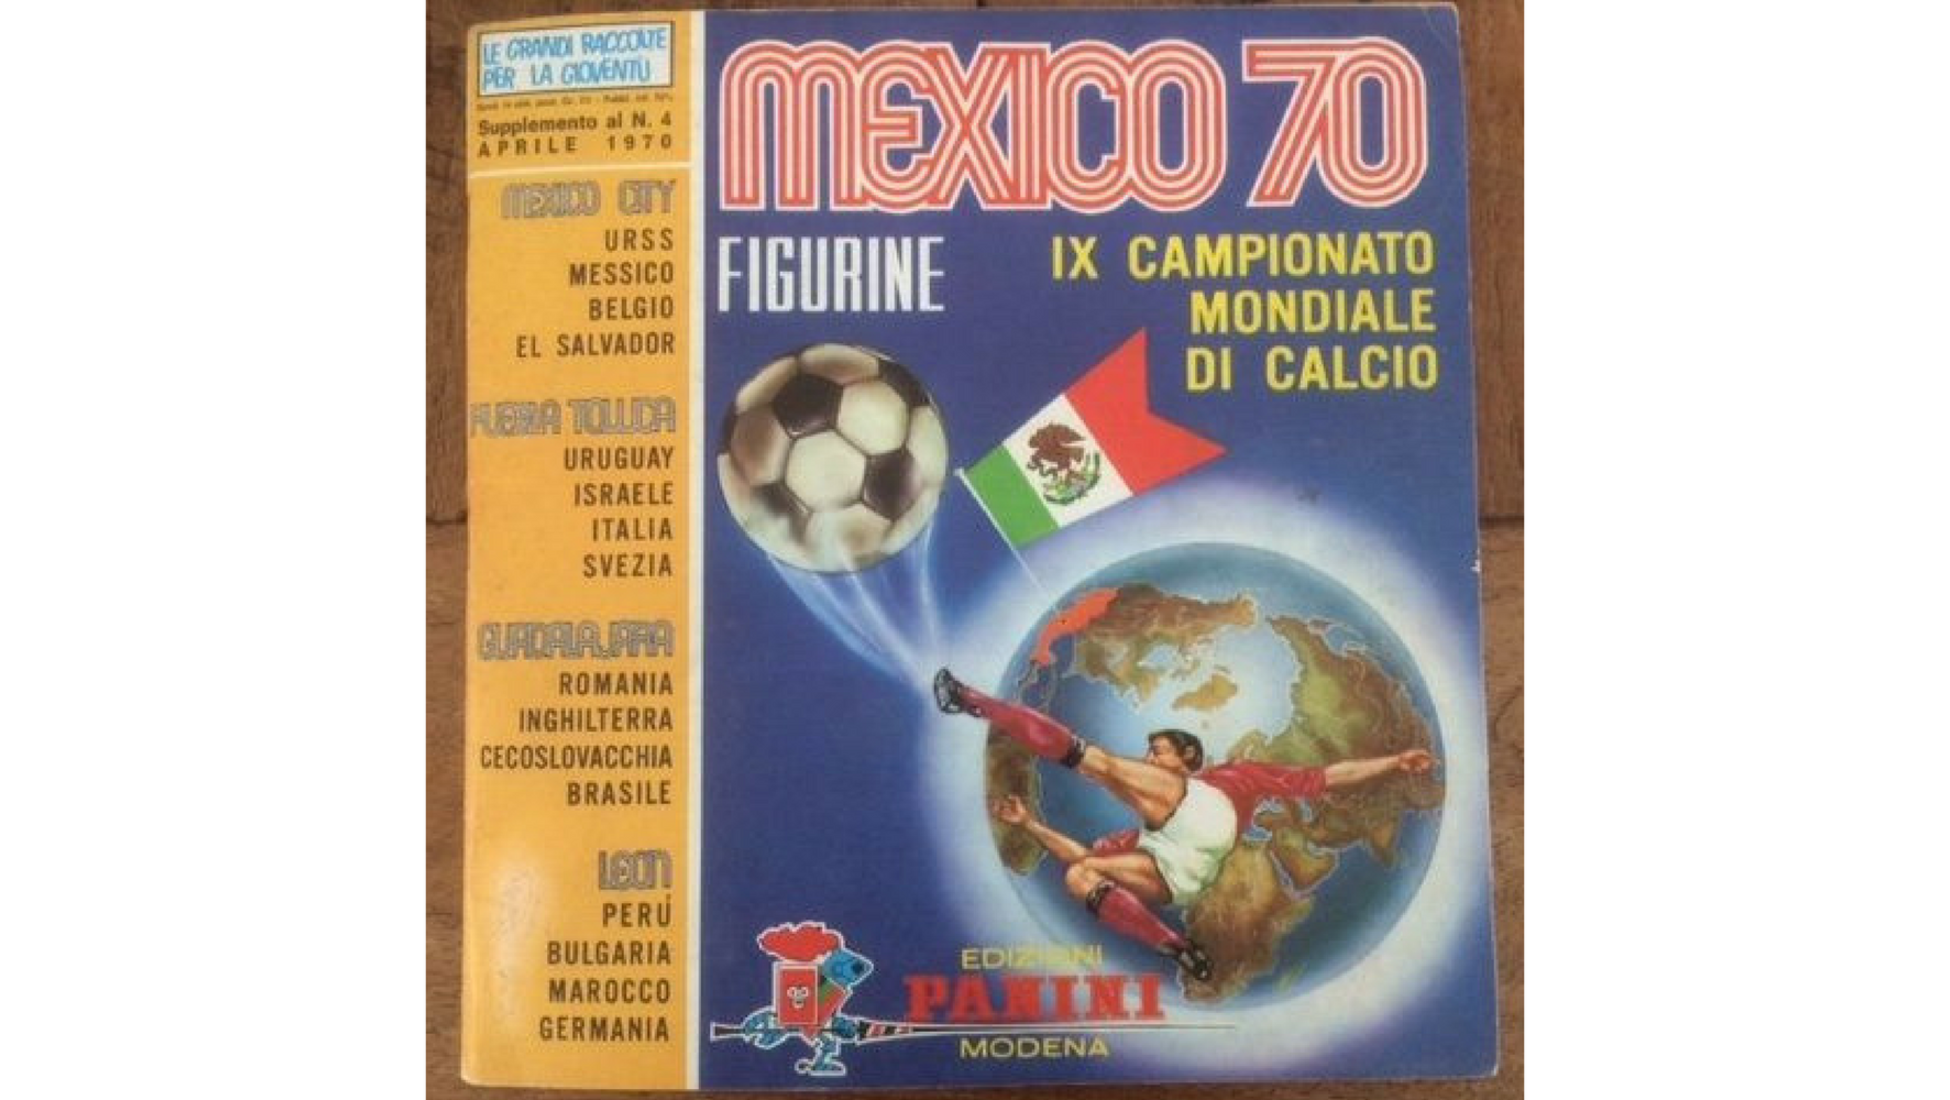 LE GRANDI RACCOLTE
PER LA GIOVENTÙ
Supplemento al N. 4
APRILE 1970
MEXICO CITY
URSS
MESSICO
BELGIO
EL SALVADOR
TOLUCA
URUGUAY
ISRAELE
ITALIA
SVEZIA
GUADALAJARA
ROMANIA
INGHILTERRA
CECOSLOVACCHIA
BRASILE
LEON
PERÚ
BULGARIA
MAROCCO
GERMANIA
MEXICO 70
FIGURINE
IX CAMPIONATO
MONDIALE
DI CALCIO
EDIZIONI
PANINI
MODENA